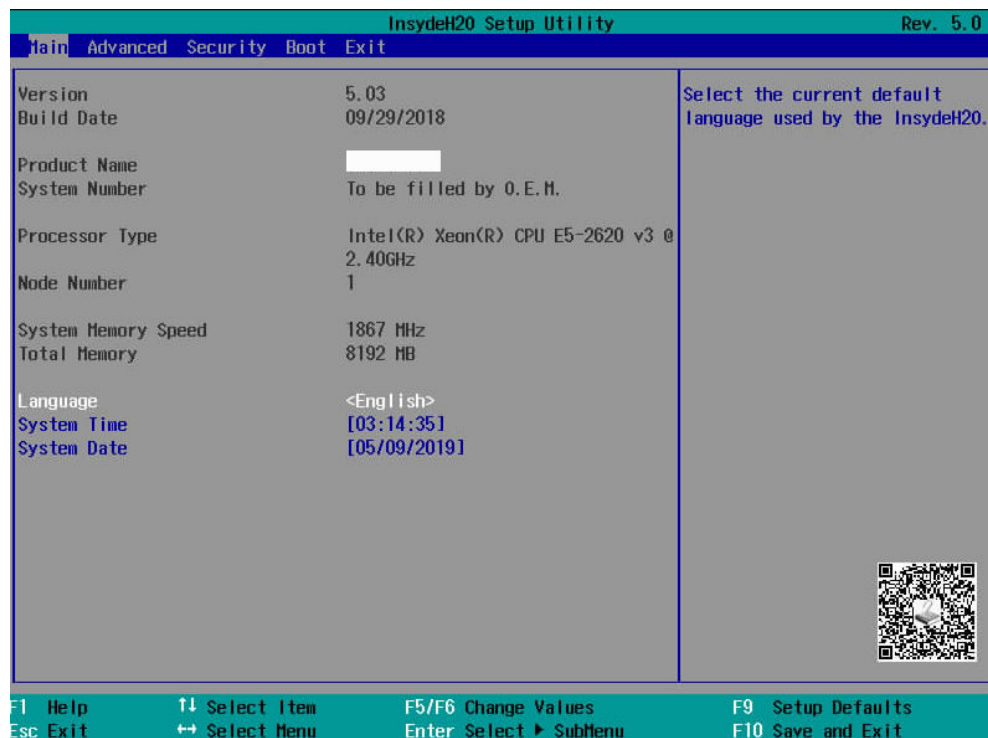 InsydeH20 Setup Utility Rev. 5.0
Main Advanced Security Boot Exit
Version 5.03
Build Date 09/29/2018
Product Name
System Number To be filled by O.E.M.
Processor Type Intel(R) Xeon(R) CPU E5-2620 v3 @
2.40GHz
Node Number 1
System Memory Speed 1867 MHz
Total Memory 8192 MB
Language <English>
System Time [03:14:35]
System Date [05/09/2019]
Select the current default
language used by the InsydeH20.
F1 Help ↑↓ Select Item F5/F6 Change Values F9 Setup Defaults
Esc Exit ↔ Select Menu Enter Select ▶ SubMenu F10 Save and Exit